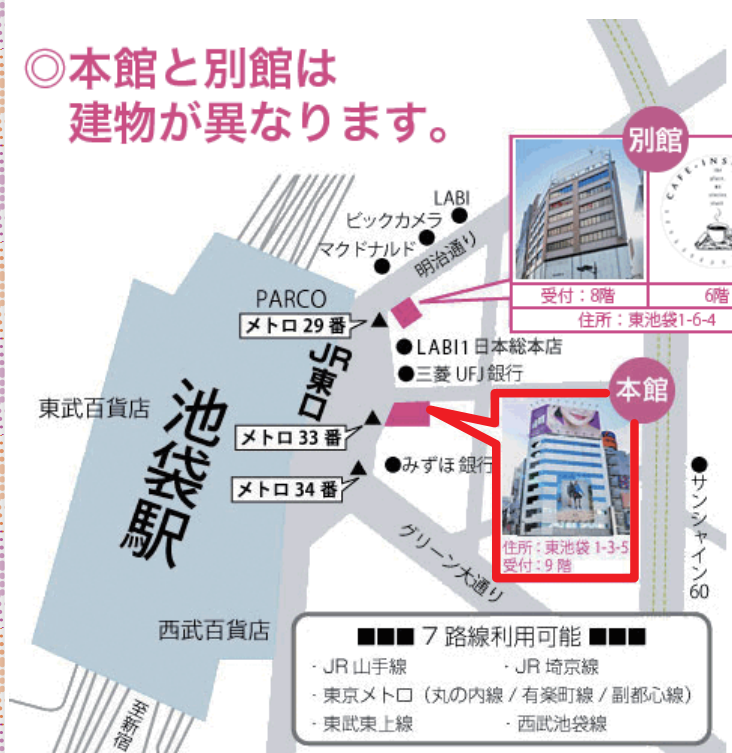 ◎本館と別館は
建物が異なります。
別館
受付：8階
6階
住所：東池袋1-6-4
LABI
ビックカメラ
マクドナルド
明治通り
PARCO
メトロ 29 番
JR東口
●LABI1日本総本店
●三菱 UFJ 銀行
東武百貨店
池袋駅
メトロ 33 番
本館
●みずほ 銀行
メトロ 34 番
住所：東池袋 1-3-5
受付：9 階
サンシャイン60
グリーン大通り
西武百貨店
至新宿
■■■ 7 路線利用可能 ■■■
· JR 山手線
· JR 埼京線
· 東京メトロ（丸の内線 / 有楽町線 / 副都心線）
· 東武東上線
· 西武池袋線